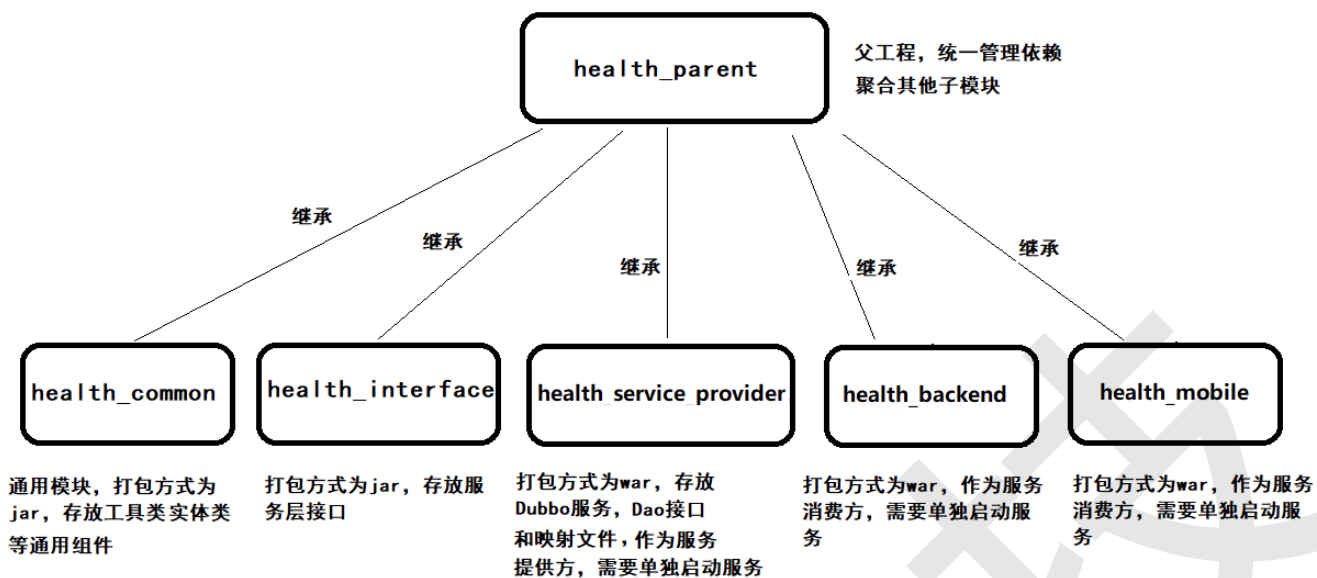 health_parent
父工程，统一管理依赖
聚合其他子模块
继承
继承
继承
继承
继承
health_common
health_interface
health_service_provider
health_backend
health_mobile
通用模块，打包方式为
jar，存放工具类实体类
等通用组件
打包方式为jar，存放服
务层接口
打包方式为war，存放
Dubbo服务，Dao接口
和映射文件，作为服务
提供方，需要单独启动服务
打包方式为war，作为服务
消费方，需要单独启动服
务
打包方式为war，作为服务
消费方，需要单独启动服
务